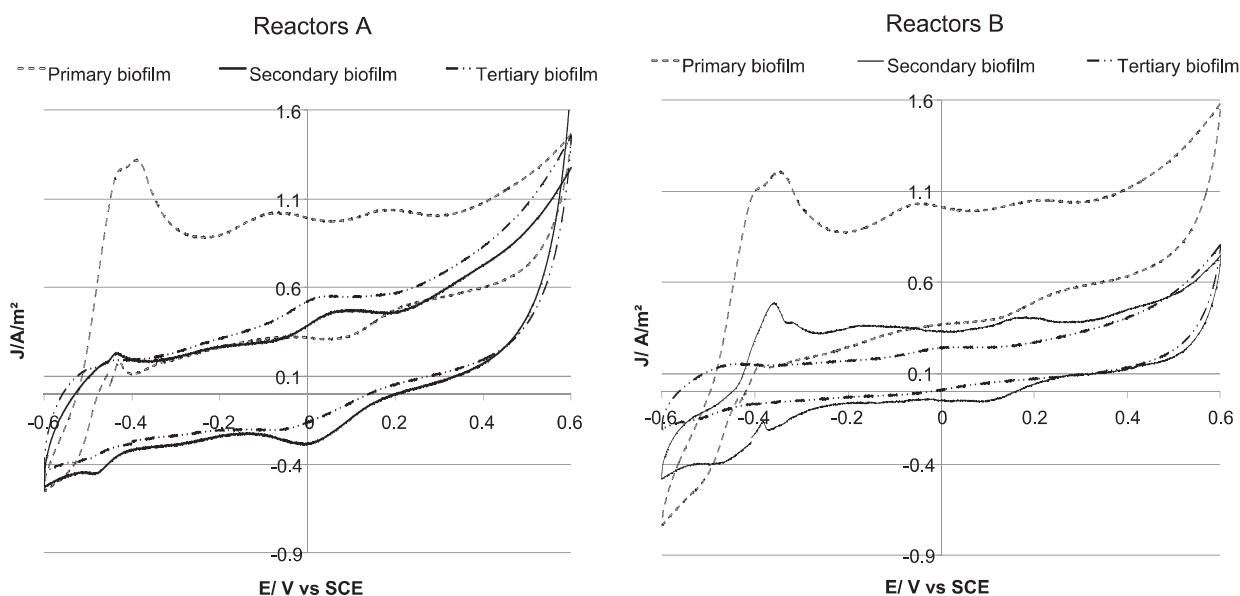 Reactors A
Primary biofilm Secondary biofilm Tertiary biofilm
1.6
1.1
0.6
0.1
-0.6 -0.4 -0.2 0 0.2 0.4 0.6
-0.4
-0.9
J/A/m²
E/ V vs SCE
Reactors B
Primary biofilm Secondary biofilm Tertiary biofilm
1.6
1.1
0.6
0.1
-0.6 -0.4 -0.2 0 0.2 0.4 0.6
-0.4
-0.9
J/ A/m²
E/ V vs SCE